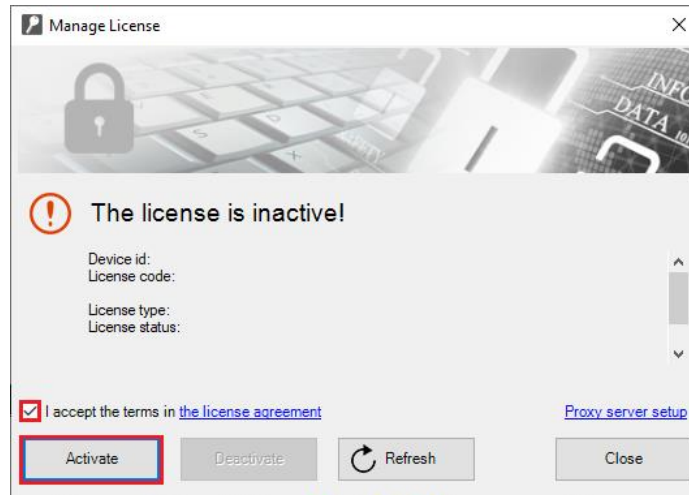 Manage License
INFO
DATA
The license is inactive!
Device id:
License code:
License type:
License status:
I accept the terms in the license agreement
Proxy server setup
Activate
Deactivate
Refresh
Close